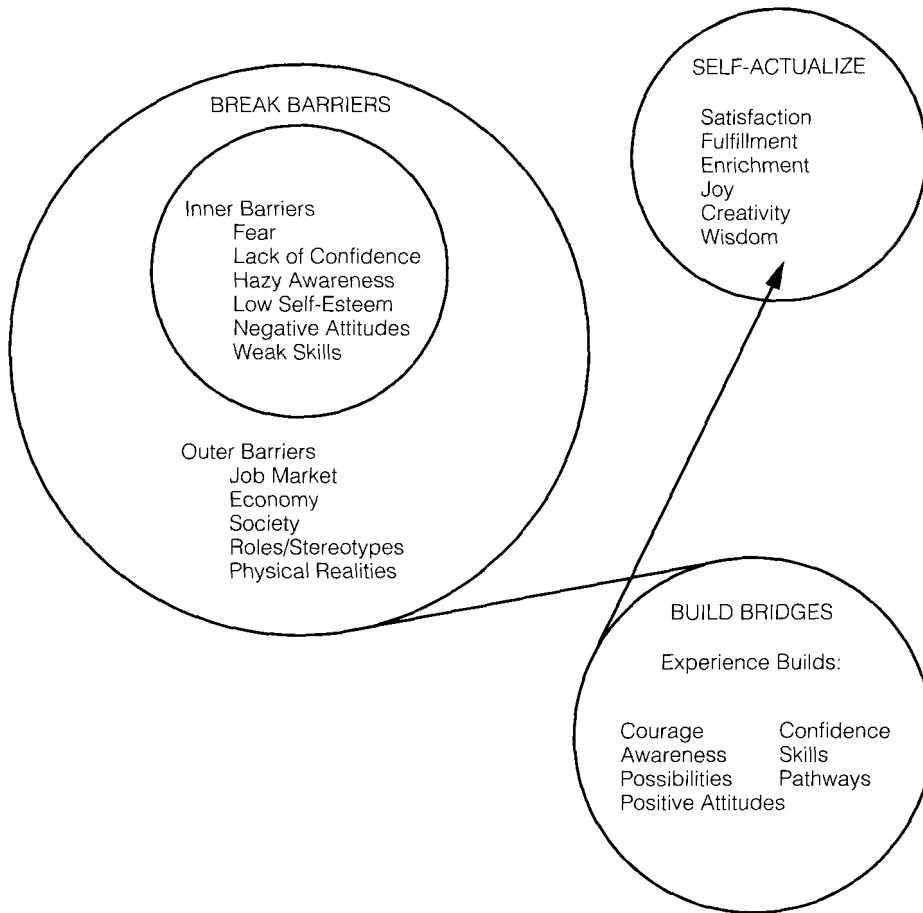 BREAK BARRIERS
Inner Barriers
Fear
Lack of Confidence
Hazy Awareness
Low Self-Esteem
Negative Attitudes
Weak Skills
Outer Barriers
Job Market
Economy
Society
Roles/Stereotypes
Physical Realities
SELF-ACTUALIZE
Satisfaction
Fulfillment
Enrichment
Joy
Creativity
Wisdom
BUILD BRIDGES
Experience Builds:
Courage Confidence
Awareness Skills
Possibilities Pathways
Positive Attitudes